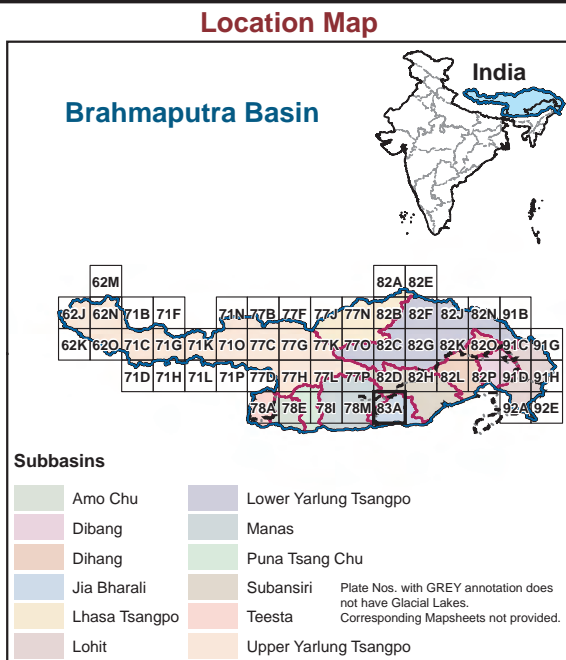 Location Map
India
Brahmaputra Basin
62M 82A 82E
62J 62N 71B 71F 71N 77B 77F 77J 77N 82B 82F 82J 82N 91B
62K 62O 71C 71G 71K 71O 77C 77G 77K 77O 82C 82G 82K 82O 91C 91G
71D 71H 71L 71P 77D 77H 77L 77P 82D 82H 82L 82P 91D 91H
78A 78E 78I 78M 83A 92A 92E
Subbasins
Amo Chu
Dibang
Dihang
Jia Bharali
Lhasa Tsangpo
Lohit
Lower Yarlung Tsangpo
Manas
Puna Tsang Chu
Subansiri
Teesta
Upper Yarlung Tsangpo
Plate Nos. with GREY annotation does
not have Glacial Lakes.
Corresponding Mapsheets not provided.